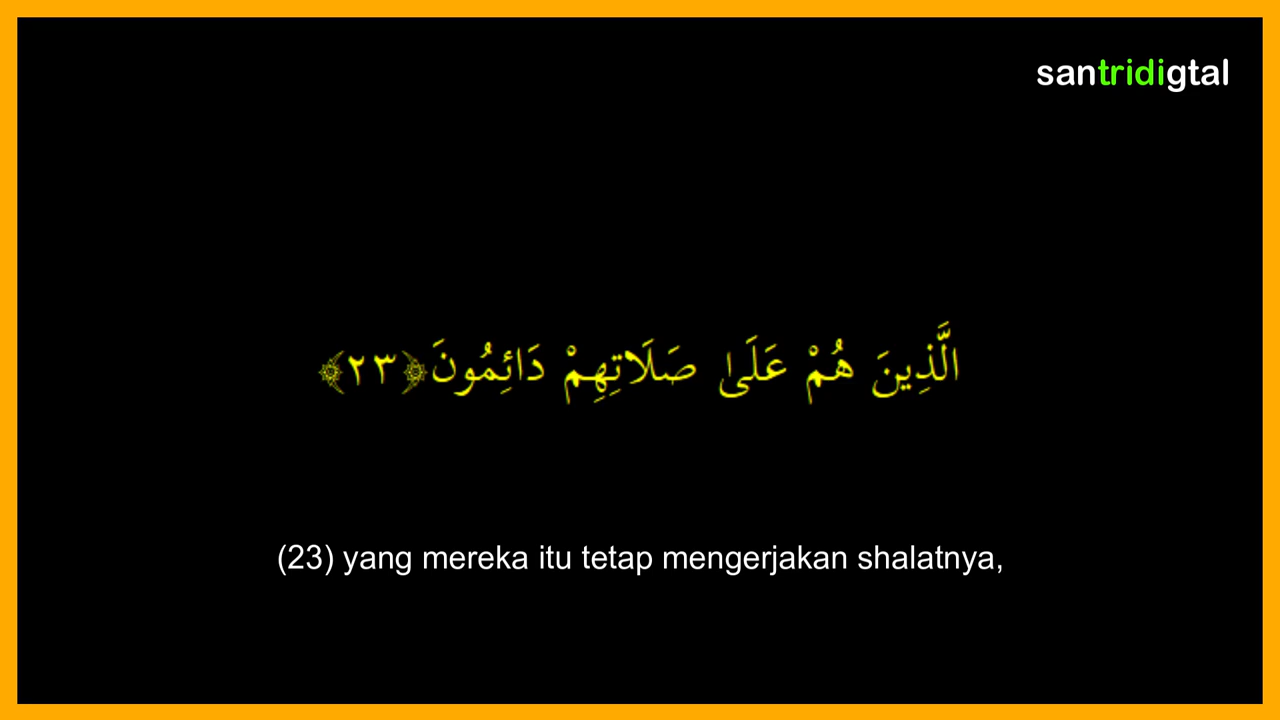 santridigtal
الَّذِينَ هُمْ عَلَىٰ صَلَاتِهِمْ دَائِمُونَ ﴿٢٣﴾
(23) yang mereka itu tetap mengerjakan shalatnya,